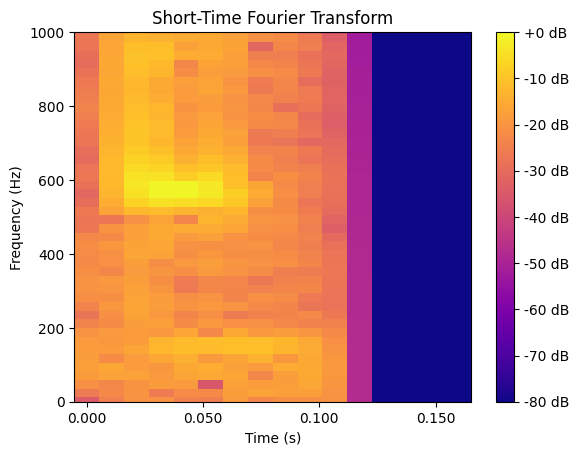 Short-Time Fourier Transform
Frequency (Hz)
1000
800
600
400
200
0
0.000
0.050
0.100
0.150
Time (s)
+0 dB
-10 dB
-20 dB
-30 dB
-40 dB
-50 dB
-60 dB
-70 dB
-80 dB